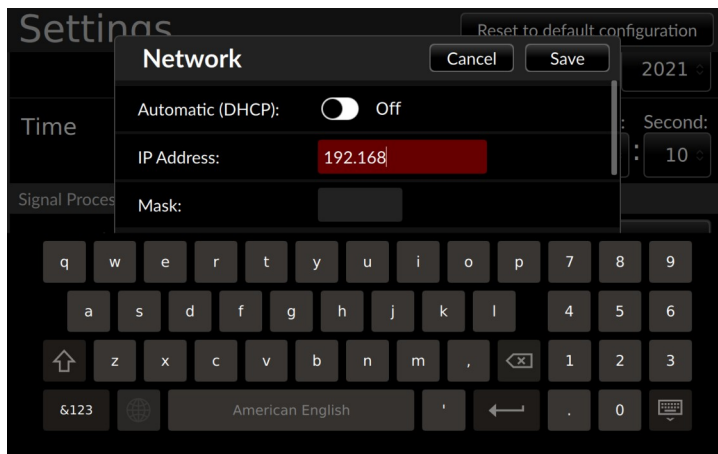 Settings
Reset to default configuration
Network
Cancel
Save
2021
Automatic (DHCP):
Off
Time
: Second:
IP Address:
192.168
: 10
Signal Proces
Mask:
q w e r t y u i o p 7 8 9
a s d f g h j k l 4 5 6
z x c v b n m , 1 2 3
&123 American English ' . 0